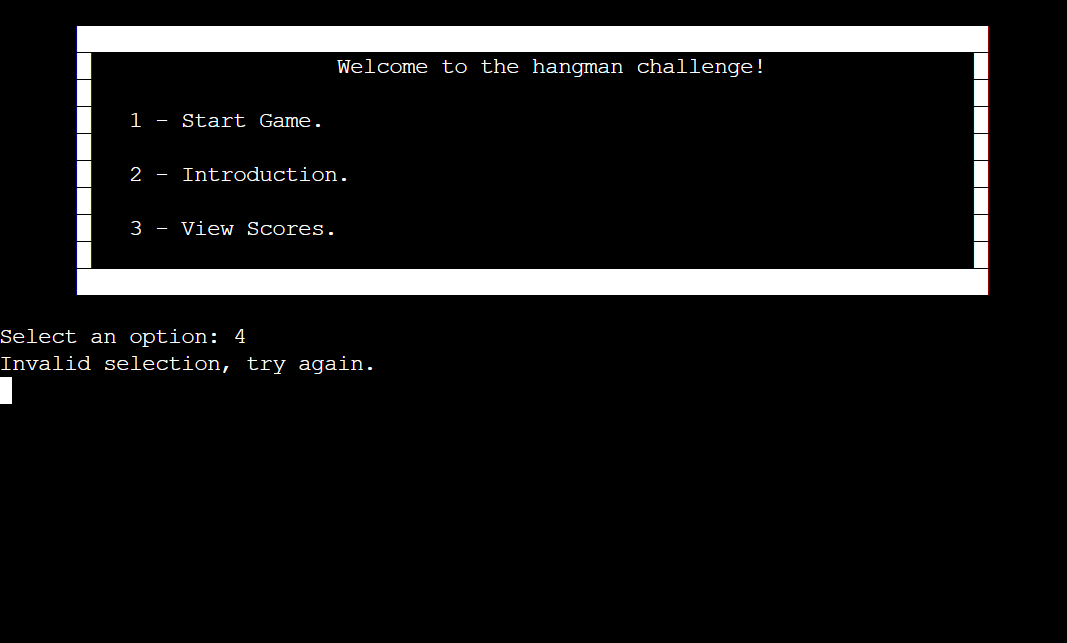 Welcome to the hangman challenge!
1 - Start Game.
2 - Introduction.
3 - View Scores.
Select an option: 4
Invalid selection, try again.